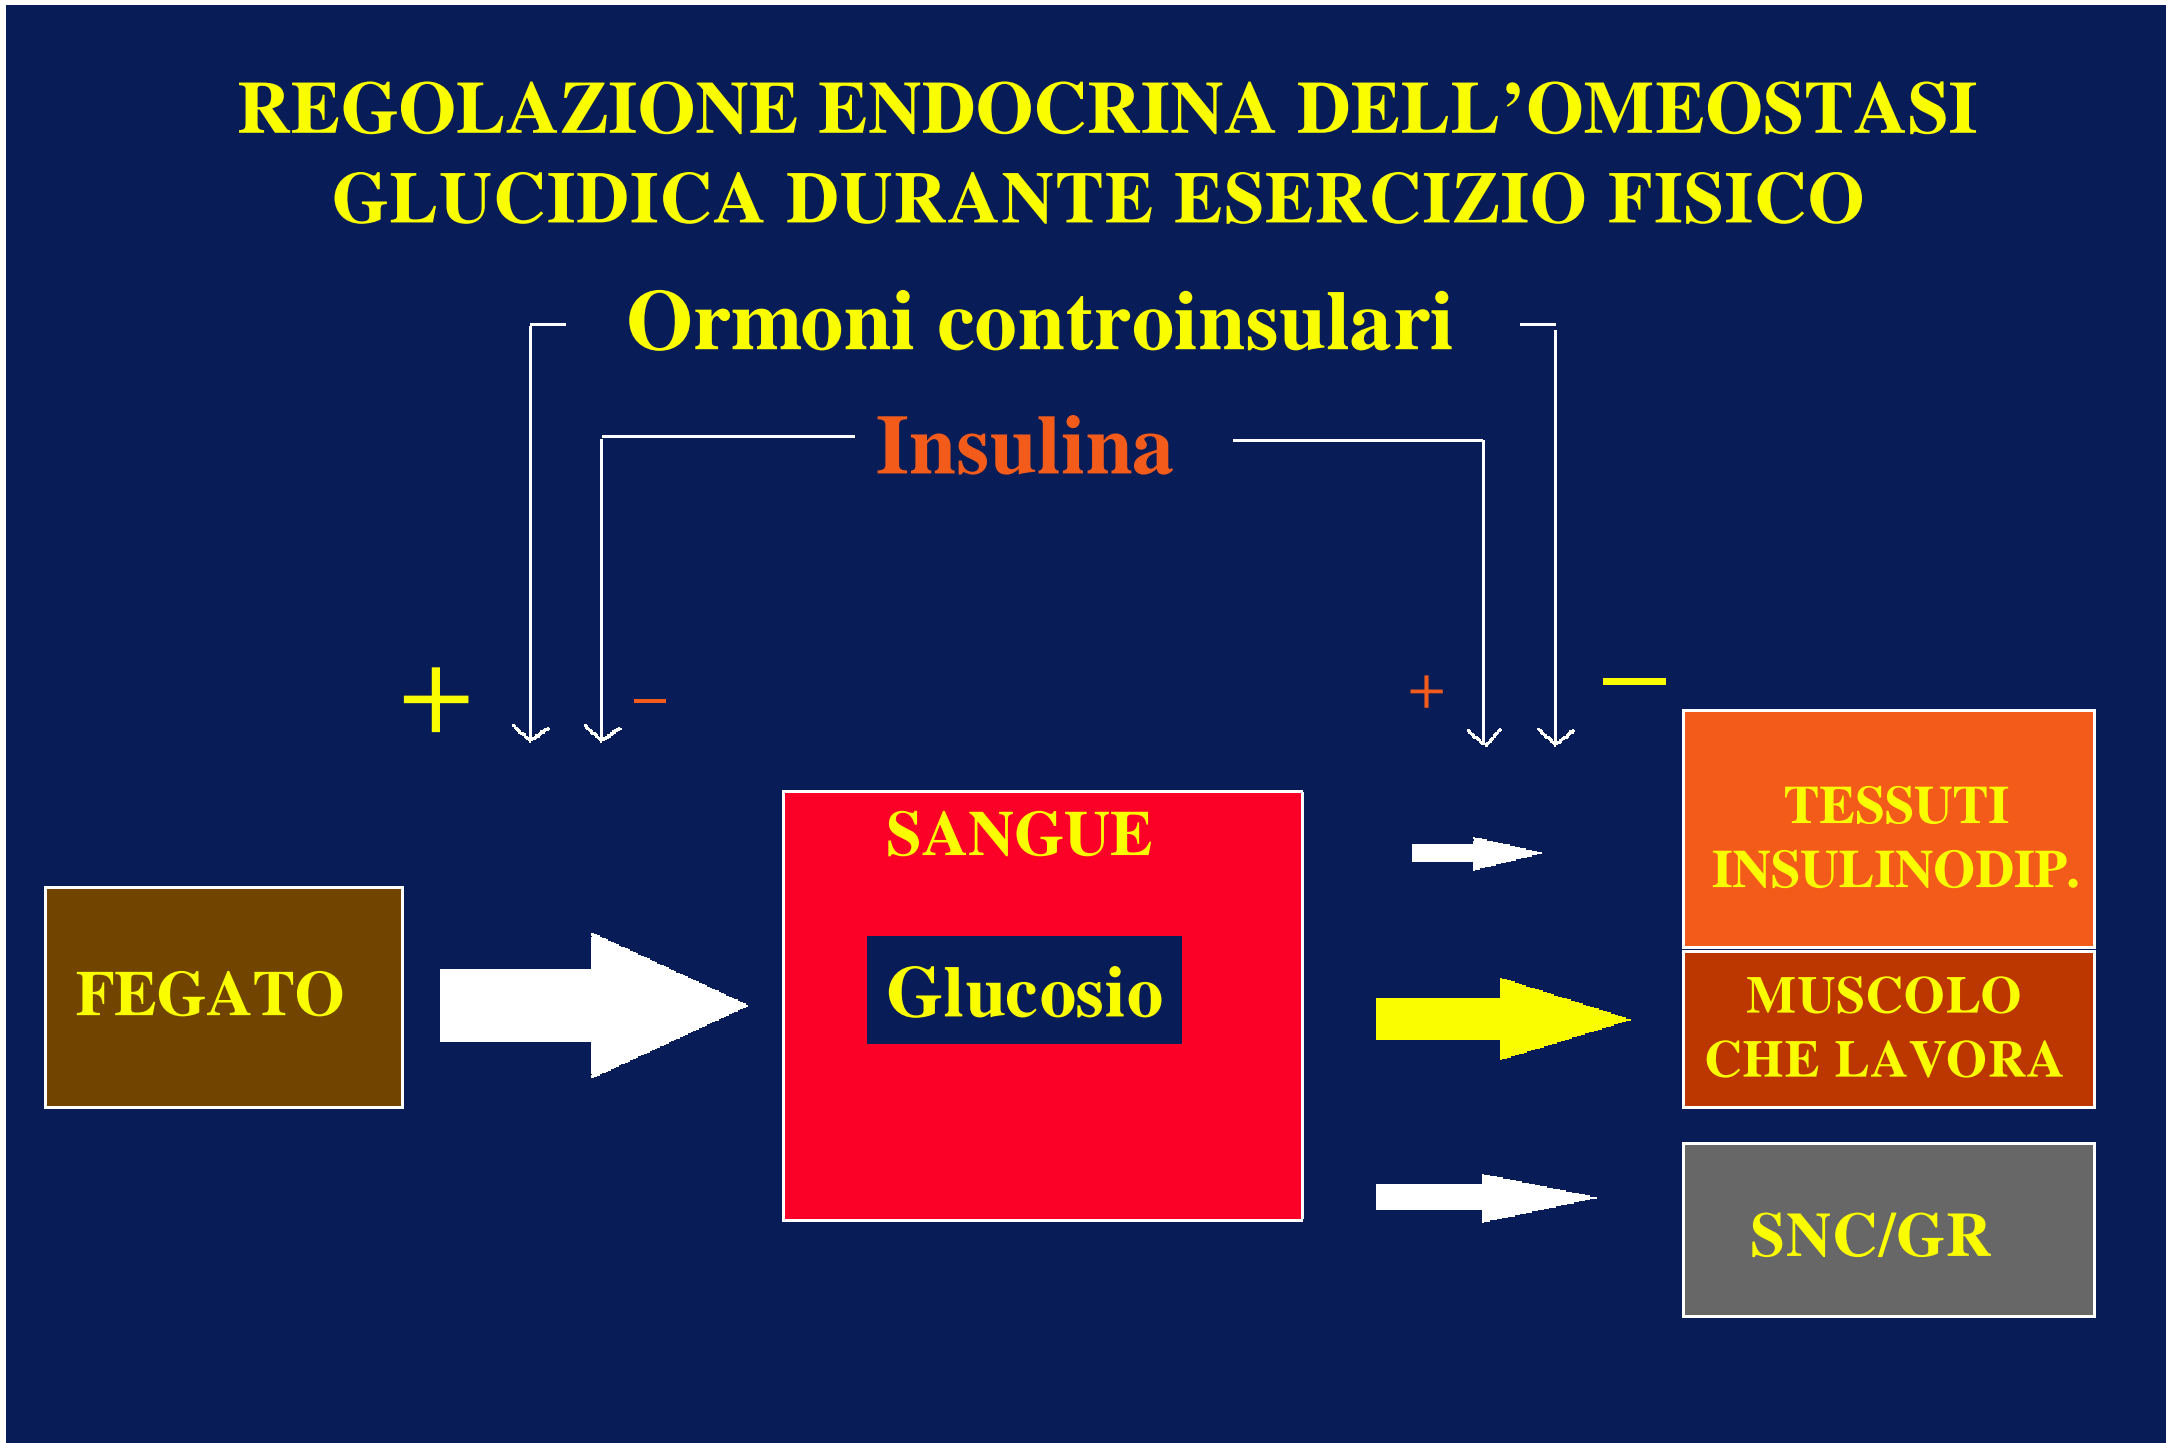 REGOLAZIONE ENDOCRINA DELL’OMEOSTASI
GLUCIDICA DURANTE ESERCIZIO FISICO
Ormoni controinsulari
Insulina
+
–
+
–
SANGUE
Glucosio
FEGATO
TESSUTI
INSULINODIP.
MUSCOLO
CHE LAVORA
SNC/GR